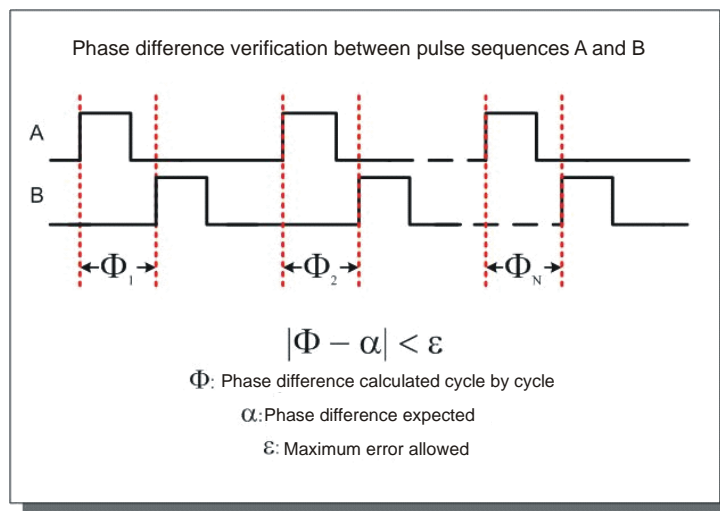 Phase difference verification between pulse sequences A and B
A
B
Φ₁ Φ₂ Φ_N
|Φ − α| < ε
Φ: Phase difference calculated cycle by cycle
α:Phase difference expected
ε: Maximum error allowed